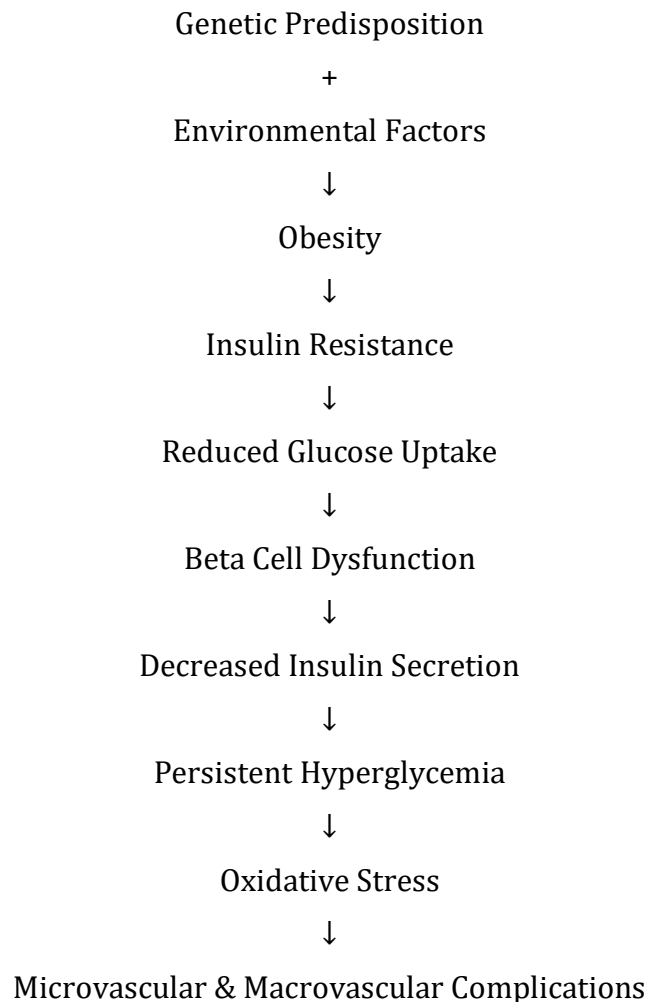 Genetic Predisposition
+
Environmental Factors
↓
Obesity
↓
Insulin Resistance
↓
Reduced Glucose Uptake
↓
Beta Cell Dysfunction
↓
Decreased Insulin Secretion
↓
Persistent Hyperglycemia
↓
Oxidative Stress
↓
Microvascular & Macrovascular Complications